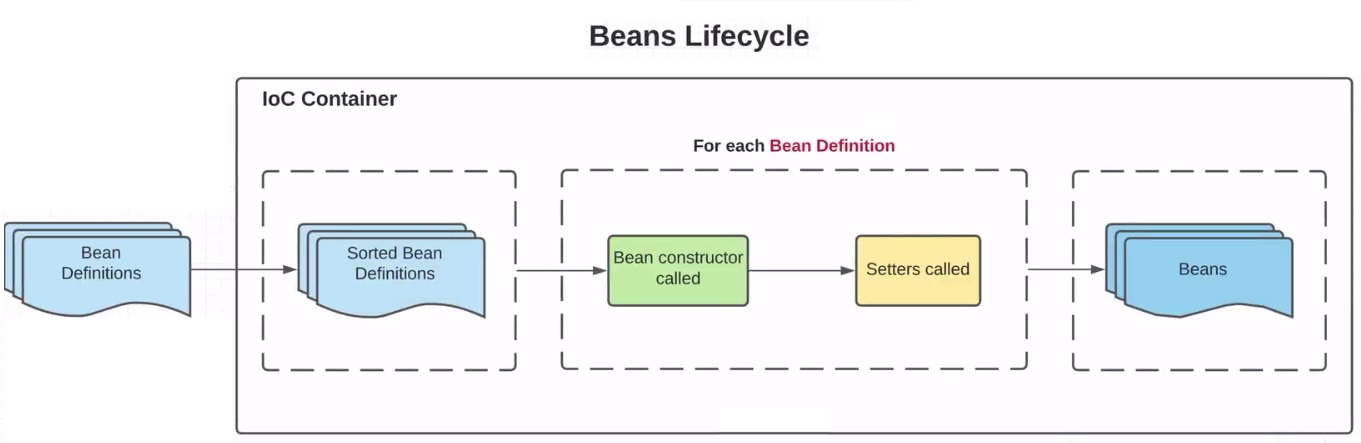 Beans Lifecycle
IoC Container
For each Bean Definition
Bean
Definitions
Sorted Bean
Definitions
Bean constructor
called
Setters called
Beans